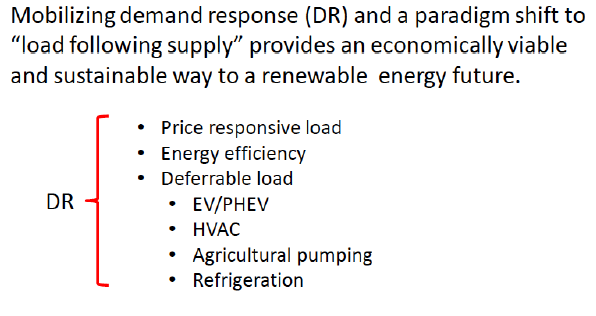 Mobilizing demand response (DR) and a paradigm shift to
“load following supply” provides an economically viable
and sustainable way to a renewable energy future.
• Price responsive load
• Energy efficiency
• Deferrable load
DR
• EV/PHEV
• HVAC
• Agricultural pumping
• Refrigeration